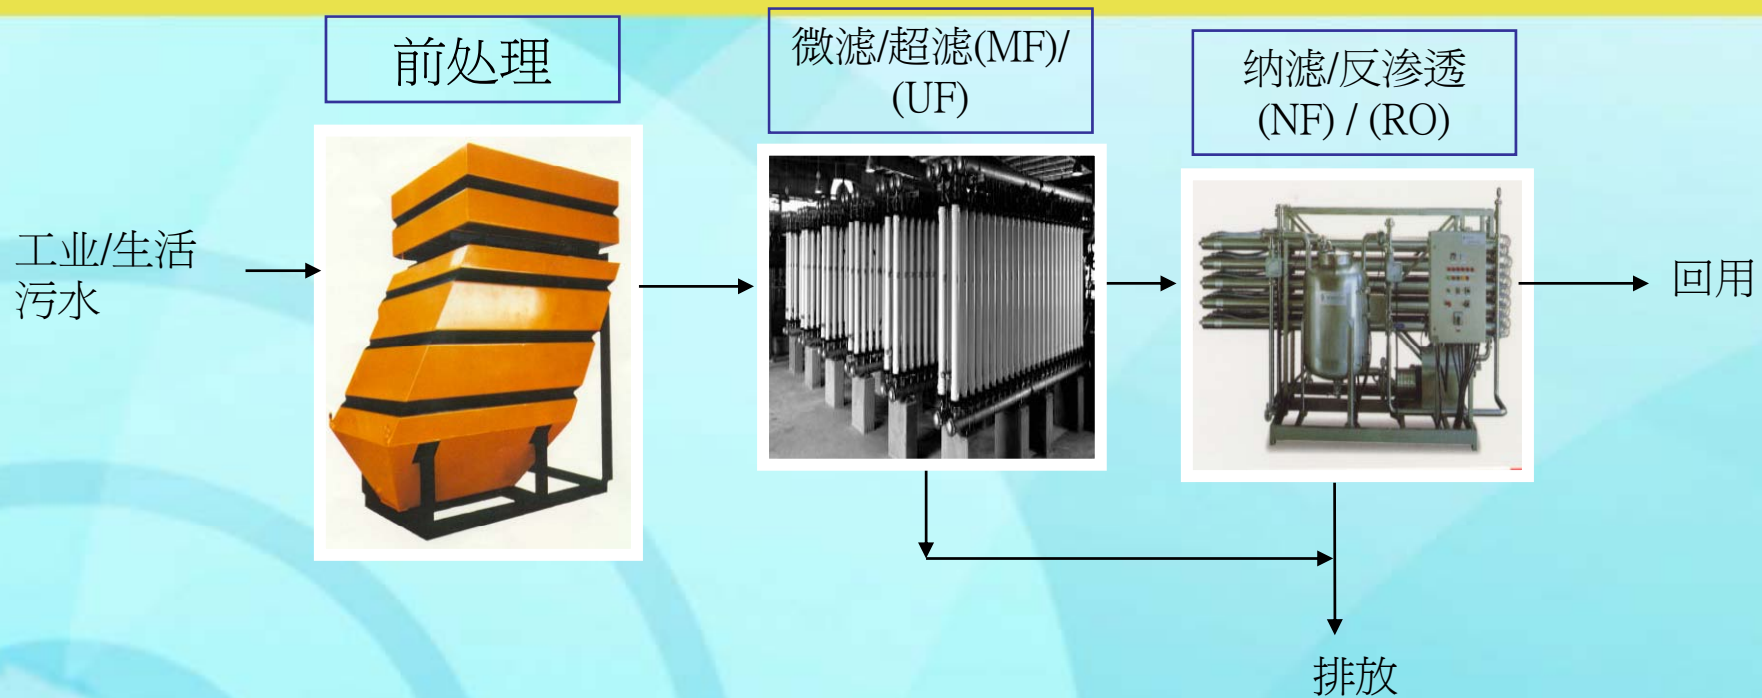 前处理
微滤/超滤(MF)/
(UF)
纳滤/反渗透
(NF) / (RO)
工业/生活
污水
回用
排放